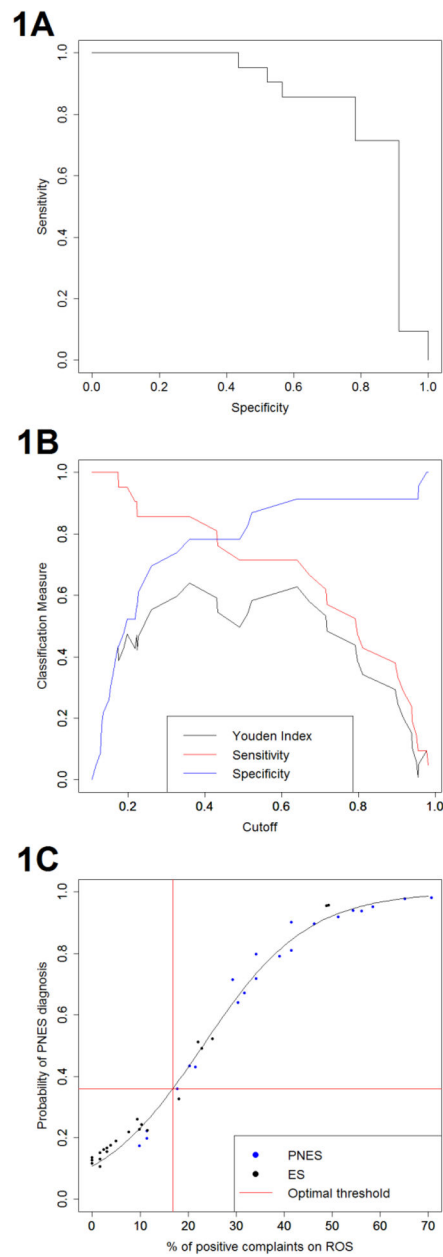 1A
1.0
0.8
0.6
0.4
0.2
0.0
Sensitivity
0.0 0.2 0.4 0.6 0.8 1.0
Specificity
1B
1.0
0.8
0.6
0.4
0.2
0.0
Classification Measure
Youden Index
Sensitivity
Specificity
0.2 0.4 0.6 0.8 1.0
Cutoff
1C
1.0
0.8
0.6
0.4
0.2
0.0
Probability of PNES diagnosis
PNES
ES
Optimal threshold
0 10 20 30 40 50 60 70
% of positive complaints on ROS